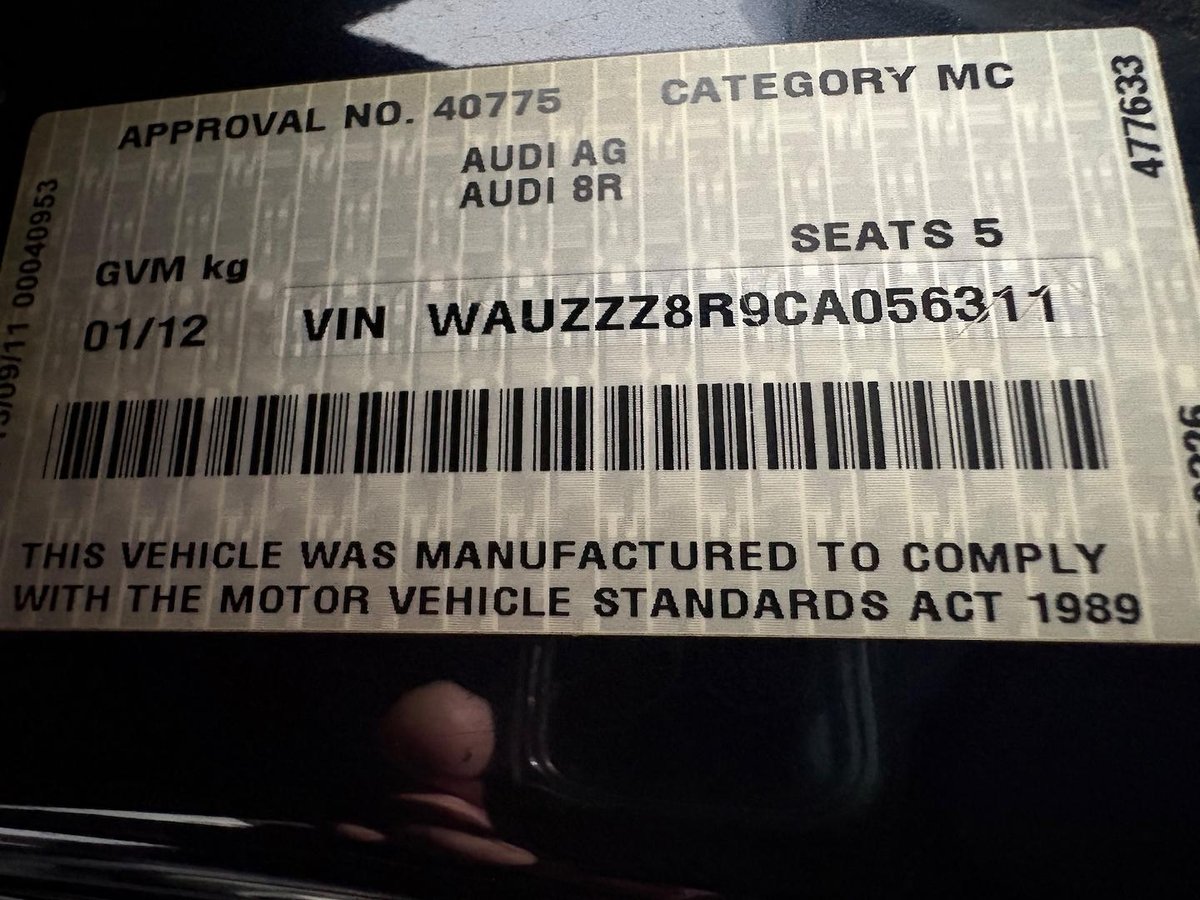 APPROVAL NO. 40775
CATEGORY MC
AUDI AG
AUDI 8R
SEATS 5
GVM kg
01/12
VIN WAUZZZ8R9CA056311
THIS VEHICLE WAS MANUFACTURED TO COMPLY
WITH THE MOTOR VEHICLE STANDARDS ACT 1989
00040953
477633